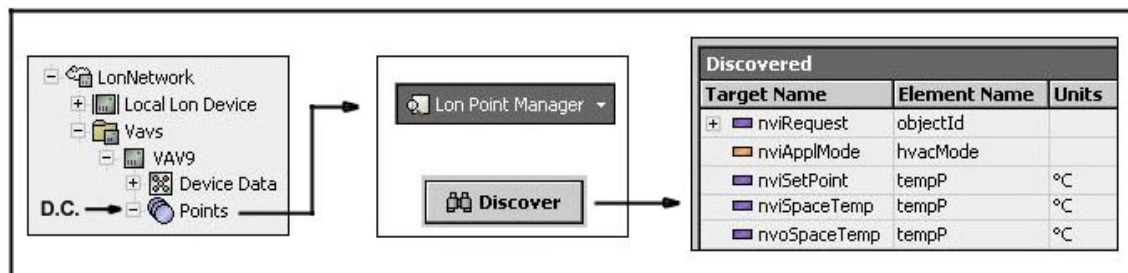 LonNetwork
Local Lon Device
Vavs
VAV9
Device Data
D.C.
Points
Lon Point Manager
Discover
Discovered
Target Name Element Name Units
nviRequest objectId
nviApplMode hvacMode
nviSetPoint tempP °C
nviSpaceTemp tempP °C
nvoSpaceTemp tempP °C